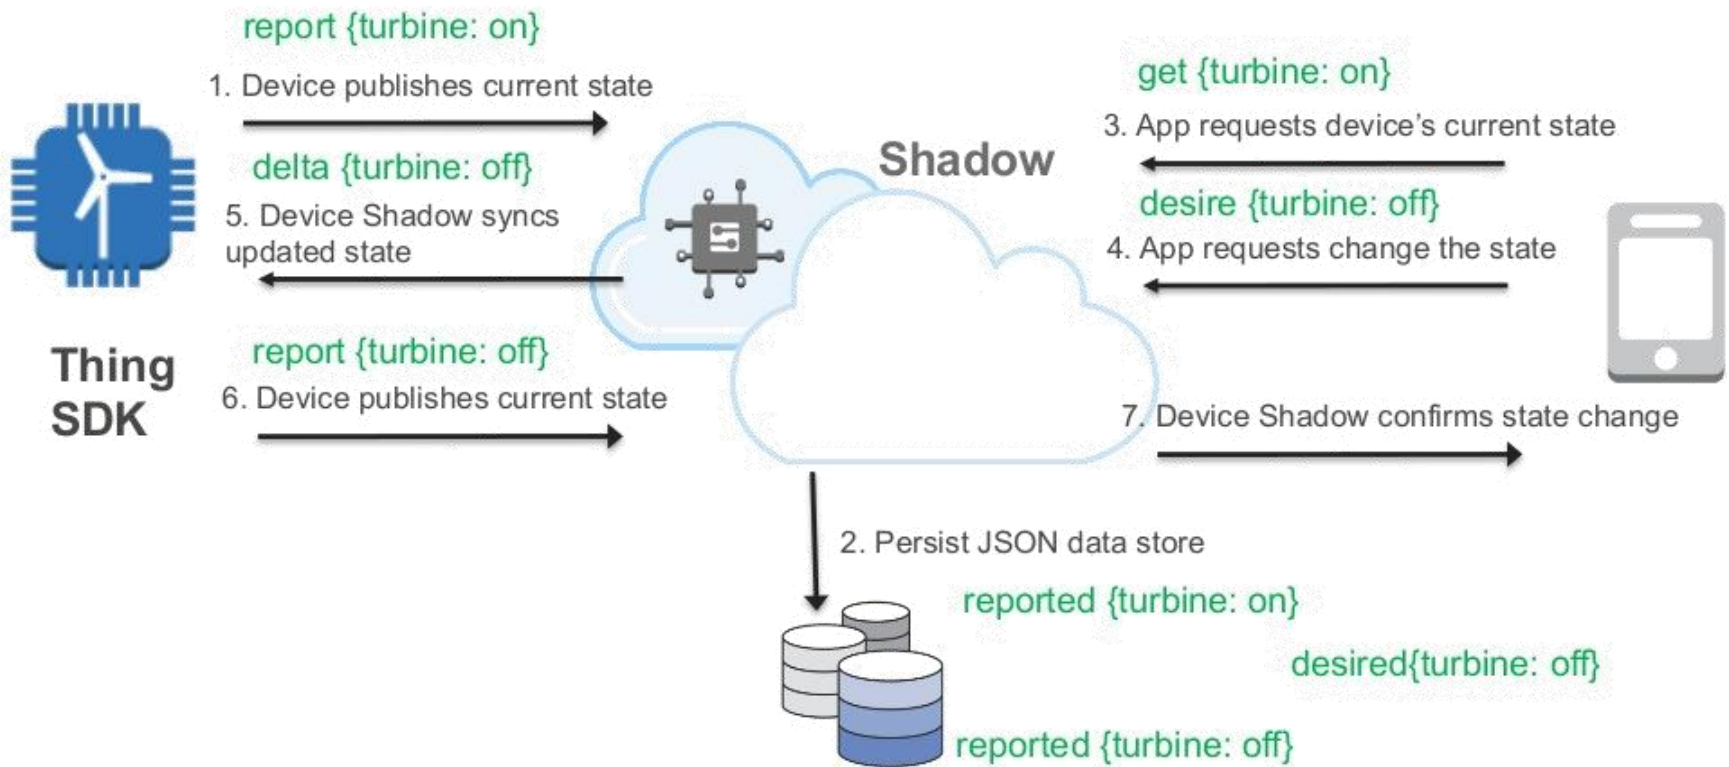 report {turbine: on}
1. Device publishes current state
delta {turbine: off}
5. Device Shadow syncs
updated state
report {turbine: off}
6. Device publishes current state
Thing
SDK
Shadow
get {turbine: on}
3. App requests device's current state
desire {turbine: off}
4. App requests change the state
7. Device Shadow confirms state change
2. Persist JSON data store
reported {turbine: on}
desired{turbine: off}
reported {turbine: off}